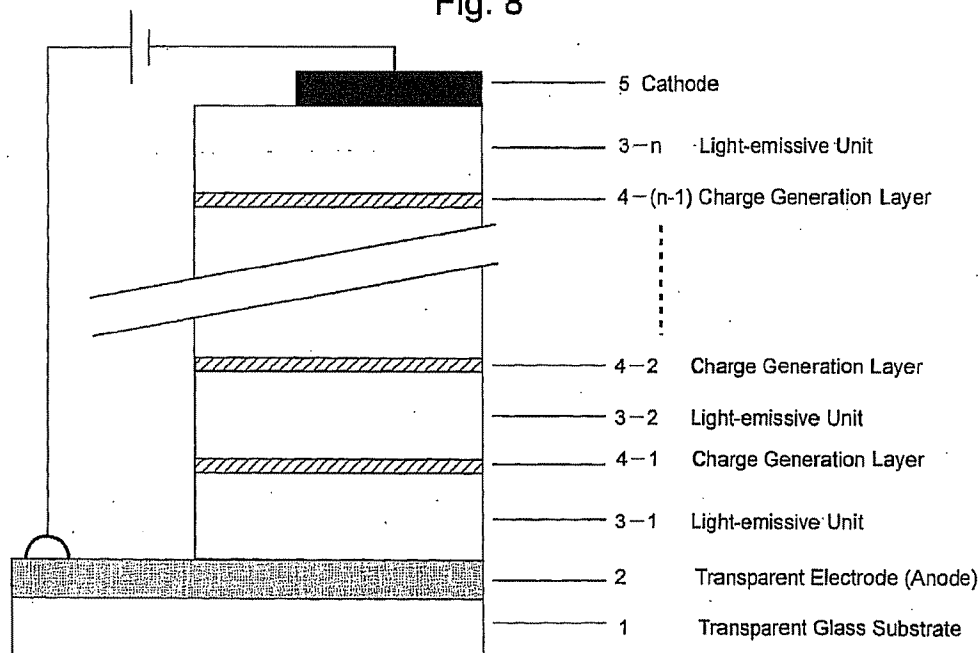 Fig. 8
5 Cathode
3-n Light-emissive Unit
4-(n-1) Charge Generation Layer
4-2 Charge Generation Layer
3-2 Light-emissive Unit
4-1 Charge Generation Layer
3-1 Light-emissive Unit
2 Transparent Electrode (Anode)
1 Transparent Glass Substrate